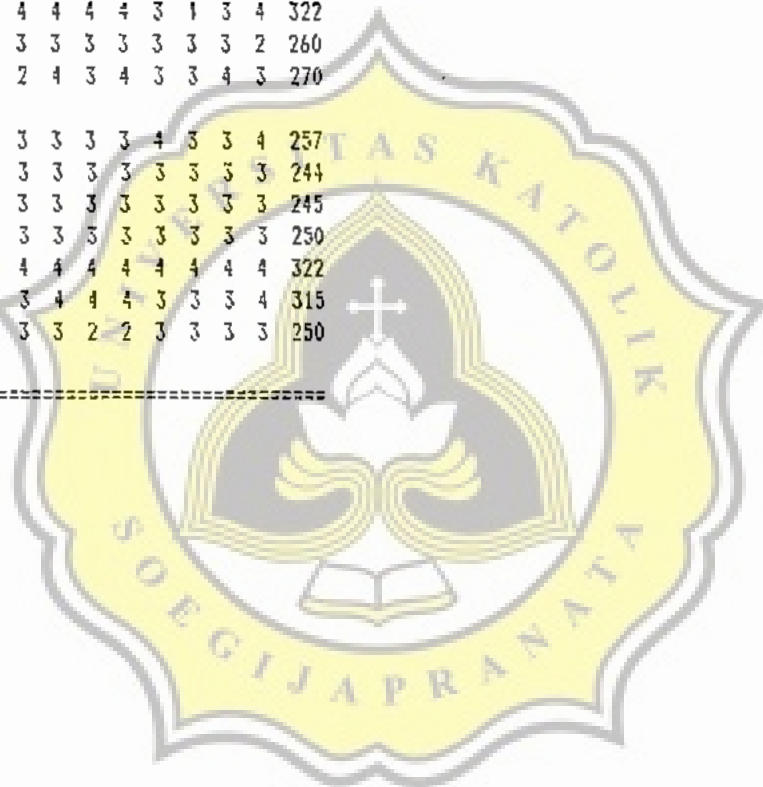 4 4 4 4 3 1 3 4 322
3 3 3 3 3 3 3 2 260
2 4 3 4 3 3 4 3 270
3 3 3 3 4 3 3 4 257
3 3 3 3 3 3 3 3 244
3 3 3 3 3 3 3 3 245
3 3 3 3 3 3 3 3 250
4 4 4 4 4 4 4 4 322
3 4 4 4 3 3 3 4 315
3 3 2 2 3 3 3 3 250
UNIVERSITAS KATOLIK
SOEGIJAPRANATA